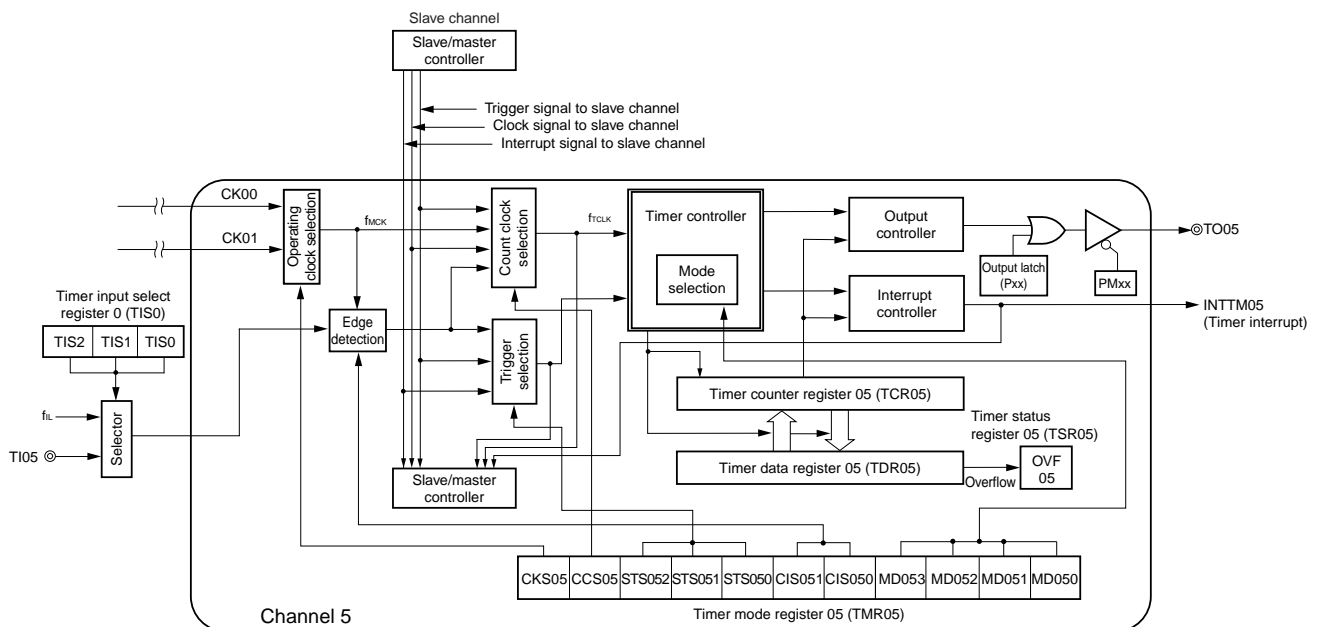 Slave channel
Slave/master
controller
Trigger signal to slave channel
Clock signal to slave channel
Interrupt signal to slave channel
CK00
CK01
Operating
clock selection
fMCK
Count clock
selection
fTCLK
Timer controller
Mode
selection
Output
controller
Output latch
(Pxx)
PMxx
TO05
Interrupt
controller
INTTM05
(Timer interrupt)
Timer input select
register 0 (TIS0)
TIS2 TIS1 TIS0
Edge
detection
Trigger
selection
fIL
TI05
Selector
Timer counter register 05 (TCR05)
Timer status
register 05 (TSR05)
Timer data register 05 (TDR05)
Overflow
OVF
05
Slave/master
controller
CKS05 CCS05 STS052 STS051 STS050 CIS051 CIS050 MD053 MD052 MD051 MD050
Channel 5
Timer mode register 05 (TMR05)